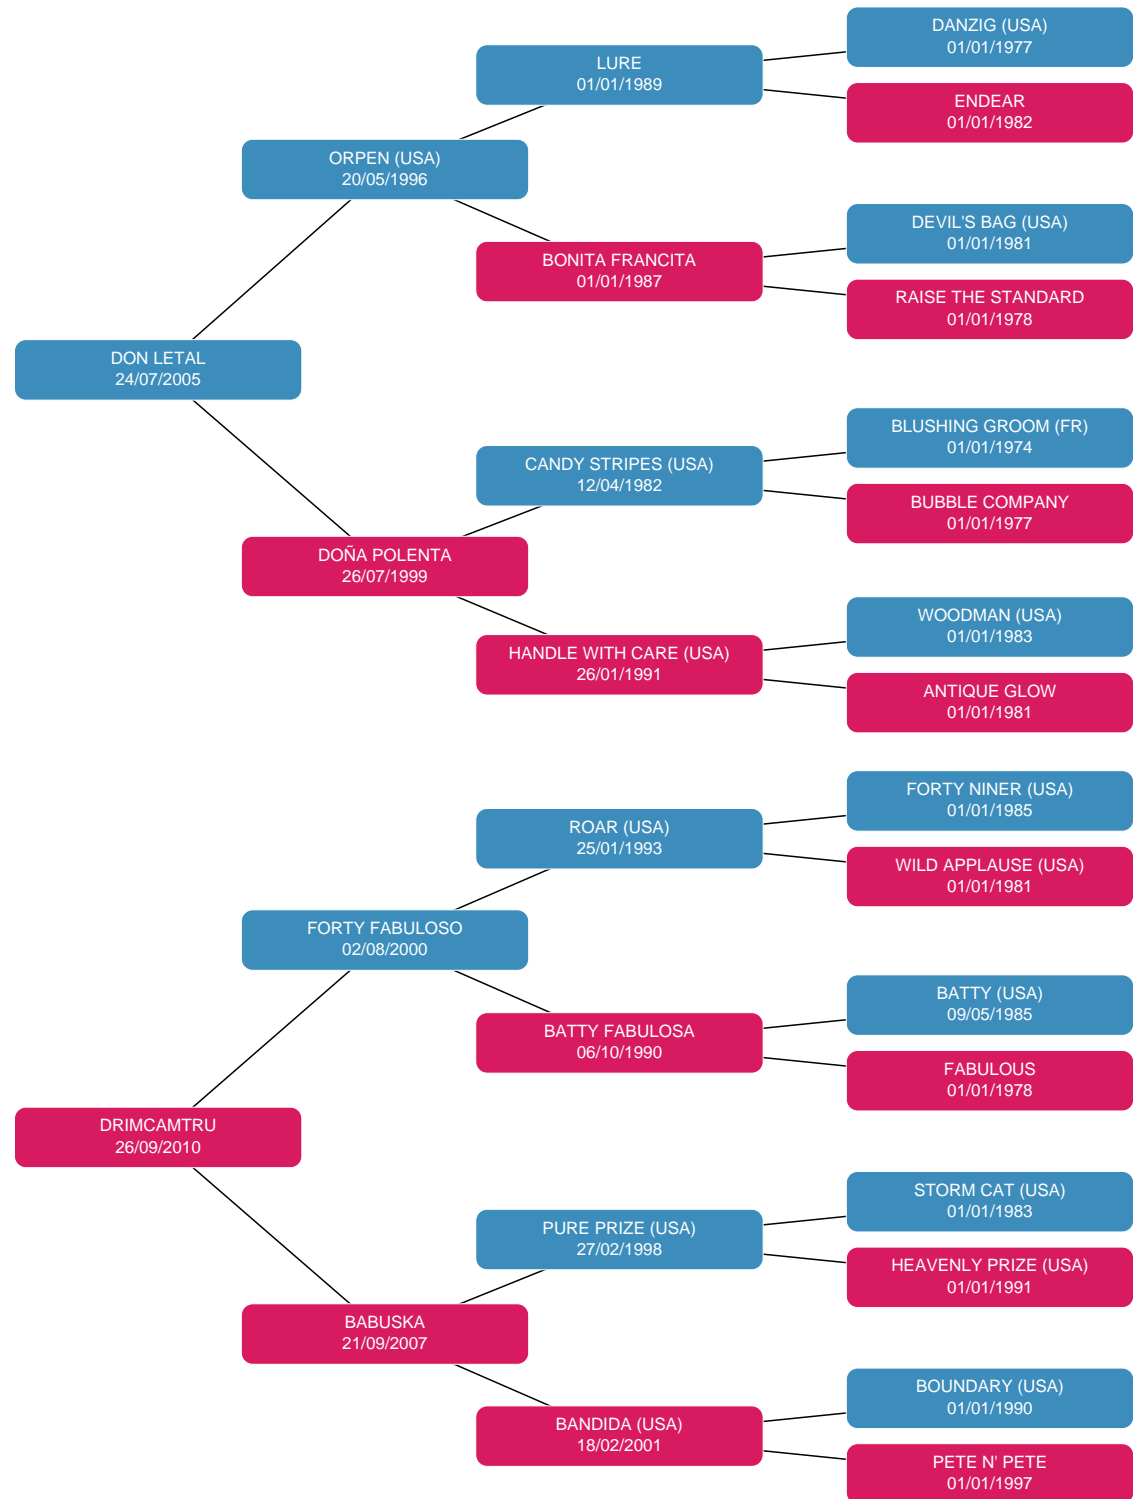 DANZIG (USA)
01/01/1977
LURE
01/01/1989
ENDEAR
01/01/1982
ORPEN (USA)
20/05/1996
DEVIL'S BAG (USA)
01/01/1981
BONITA FRANCITA
01/01/1987
RAISE THE STANDARD
01/01/1978
DON LETAL
24/07/2005
BLUSHING GROOM (FR)
01/01/1974
CANDY STRIPES (USA)
12/04/1982
BUBBLE COMPANY
01/01/1977
DOÑA POLENTA
26/07/1999
WOODMAN (USA)
01/01/1983
HANDLE WITH CARE (USA)
26/01/1991
ANTIQUE GLOW
01/01/1981
FORTY NINER (USA)
01/01/1985
ROAR (USA)
25/01/1993
WILD APPLAUSE (USA)
01/01/1981
FORTY FABULOSO
02/08/2000
BATTY (USA)
09/05/1985
BATTY FABULOSA
06/10/1990
FABULOUS
01/01/1978
DRIMCAMTRU
26/09/2010
STORM CAT (USA)
01/01/1983
PURE PRIZE (USA)
27/02/1998
HEAVENLY PRIZE (USA)
01/01/1991
BABUSKA
21/09/2007
BOUNDARY (USA)
01/01/1990
BANDIDA (USA)
18/02/2001
PETE N' PETE
01/01/1997